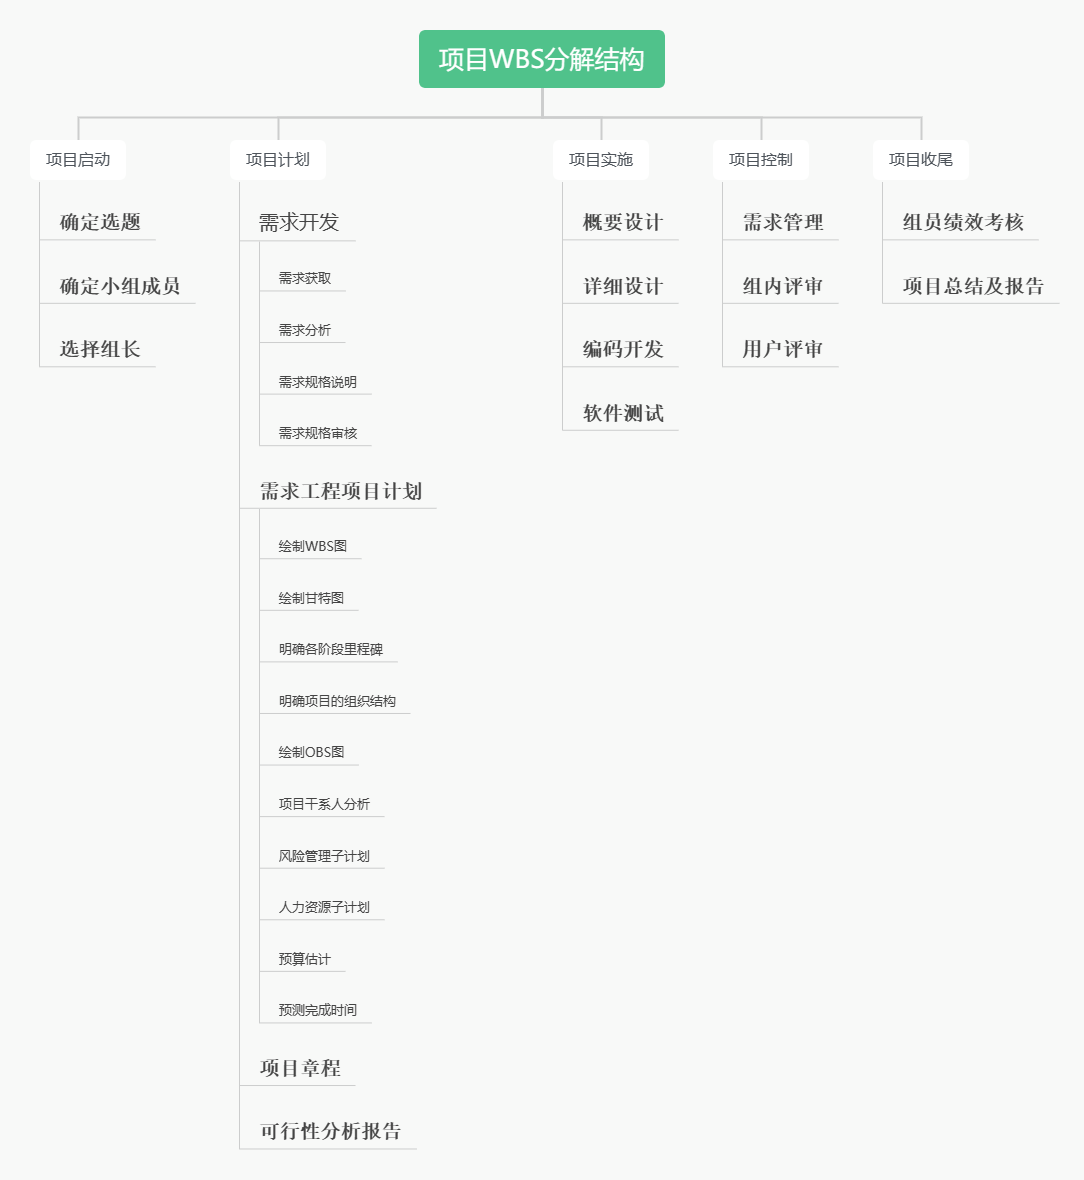 项目WBS分解结构
项目启动
确定选题
确定小组成员
选择组长
项目计划
需求开发
需求获取
需求分析
需求规格说明
需求规格审核
需求工程项目计划
绘制WBS图
绘制甘特图
明确各阶段里程碑
明确项目的组织结构
绘制OBS图
项目干系人分析
风险管理子计划
人力资源子计划
预算估计
预测完成时间
项目章程
可行性分析报告
项目实施
概要设计
详细设计
编码开发
软件测试
项目控制
需求管理
组内评审
用户评审
项目收尾
组员绩效考核
项目总结及报告